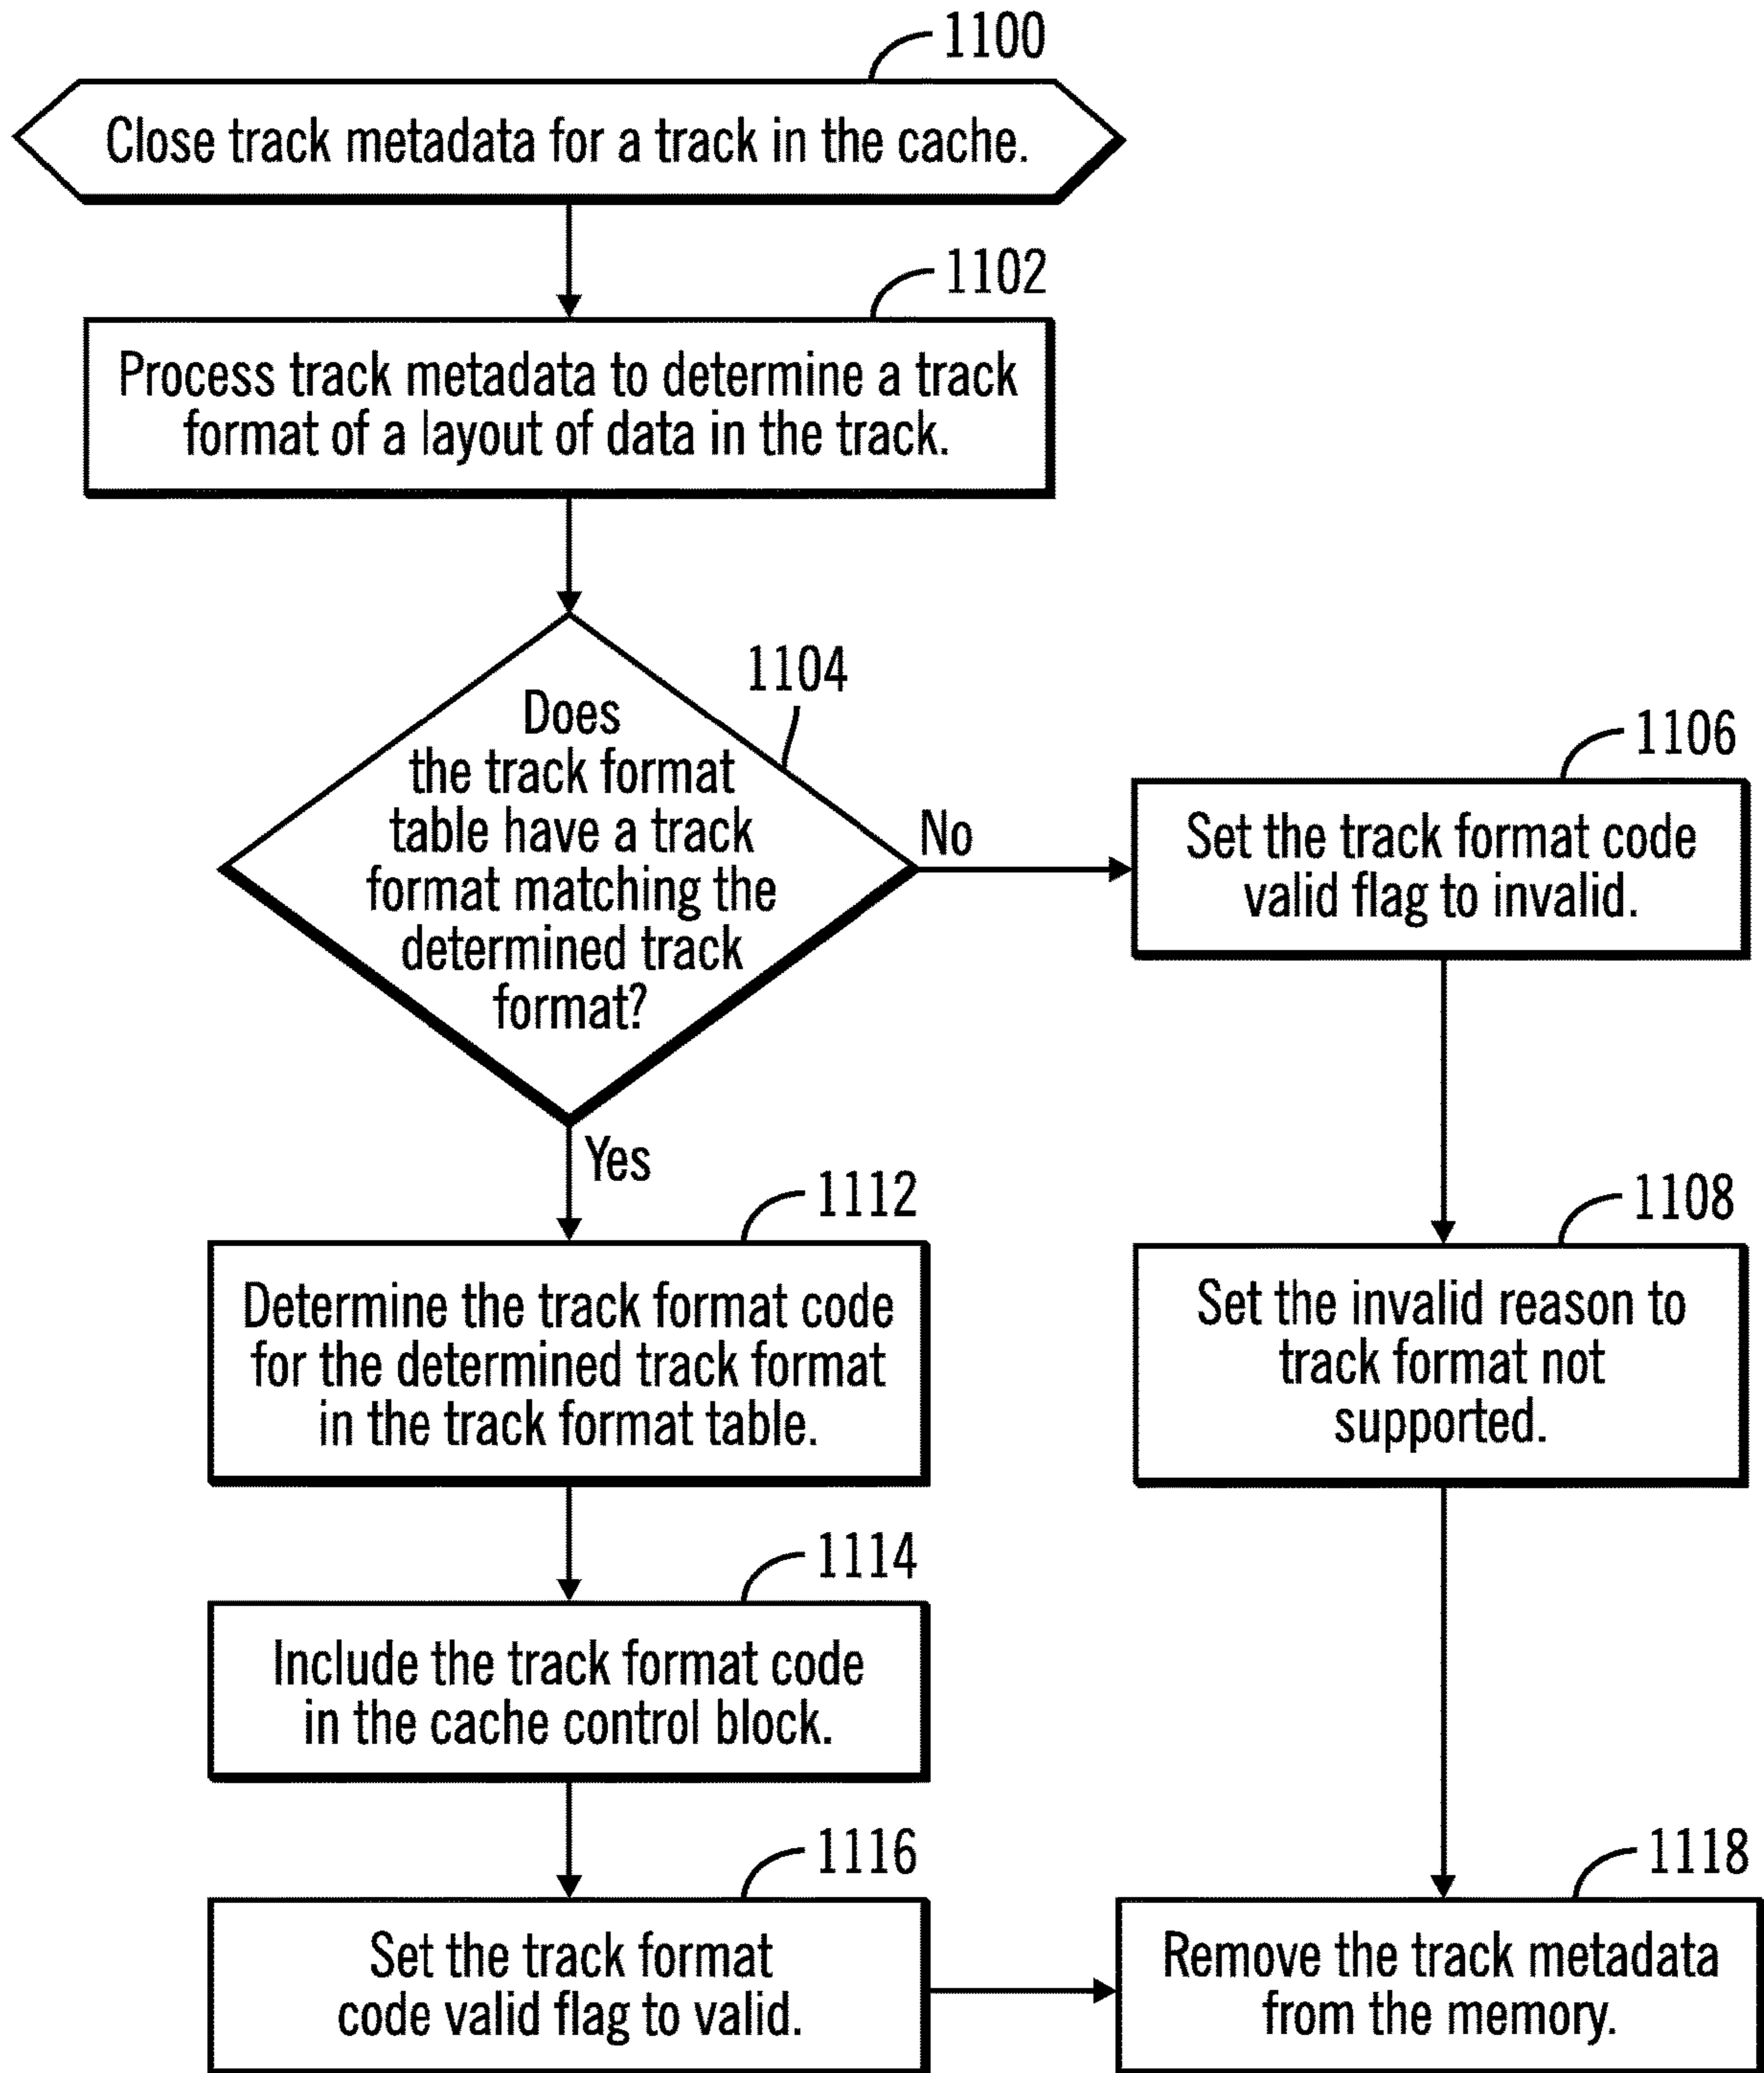 1100
Close track metadata for a track in the cache.
1102
Process track metadata to determine a track
format of a layout of data in the track.
1104
Does
the track format
table have a track
format matching the
determined track
format?
No
Yes
1106
Set the track format code
valid flag to invalid.
1108
Set the invalid reason to
track format not
supported.
1112
Determine the track format code
for the determined track format
in the track format table.
1114
Include the track format code
in the cache control block.
1116
Set the track format
code valid flag to valid.
1118
Remove the track metadata
from the memory.